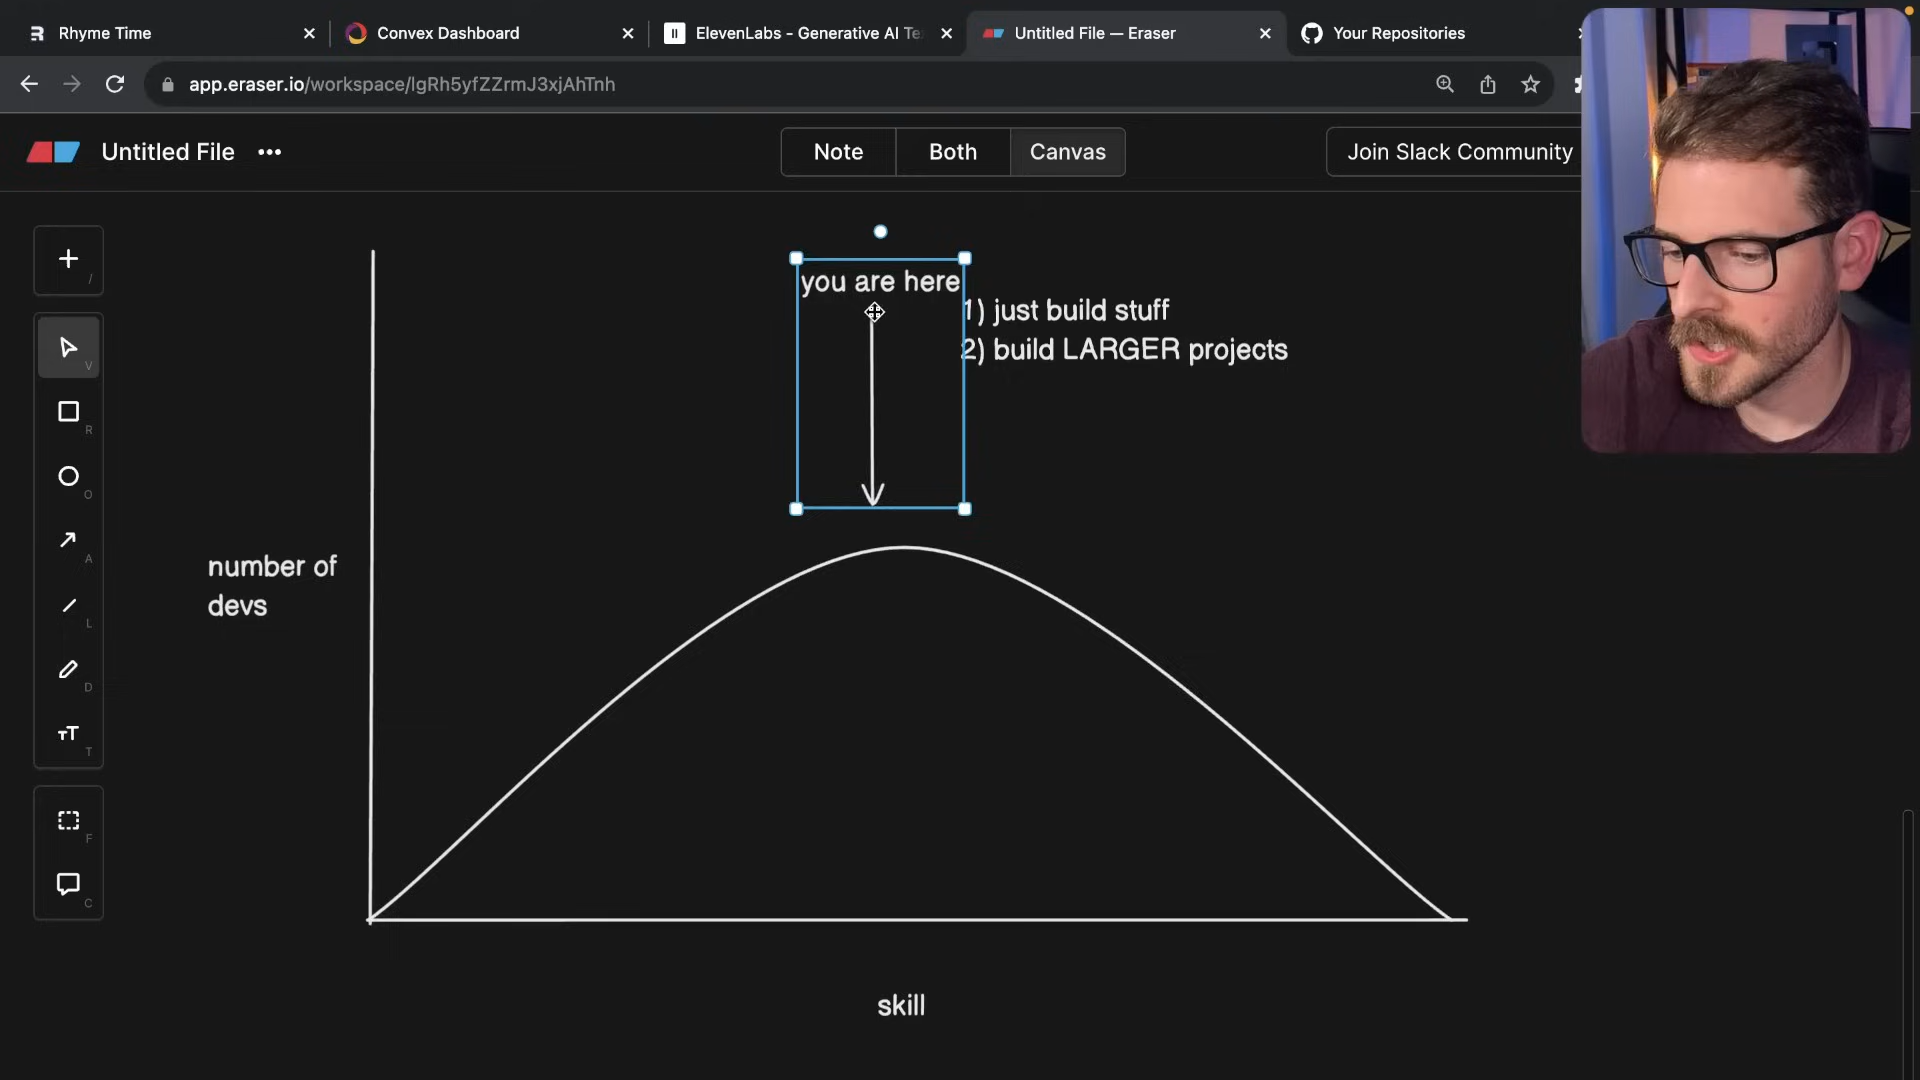 Rhyme Time
Convex Dashboard
ElevenLabs - Generative AI Te
Untitled File — Eraser
Your Repositories
app.eraser.io/workspace/lgRh5yfZZrmJ3xjAhTnh
Untitled File
Note
Both
Canvas
Join Slack Community
/
V
R
O
A
L
D
T
F
C
you are here
1) just build stuff
2) build LARGER projects
number of
devs
skill